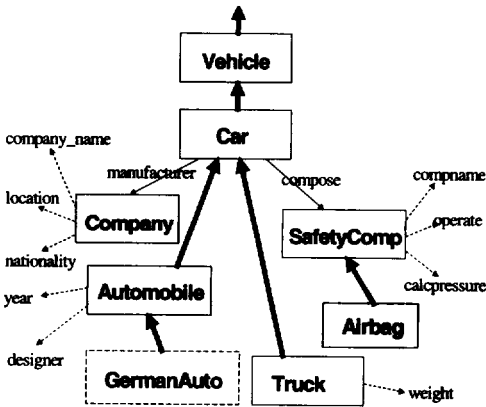 Vehicle
Car
company_name
manufacturer
compose
compname
location
Company
SafetyComp
operate
nationality
calcpressure
year
Automobile
Airbag
designer
GermanAuto
Truck
weight